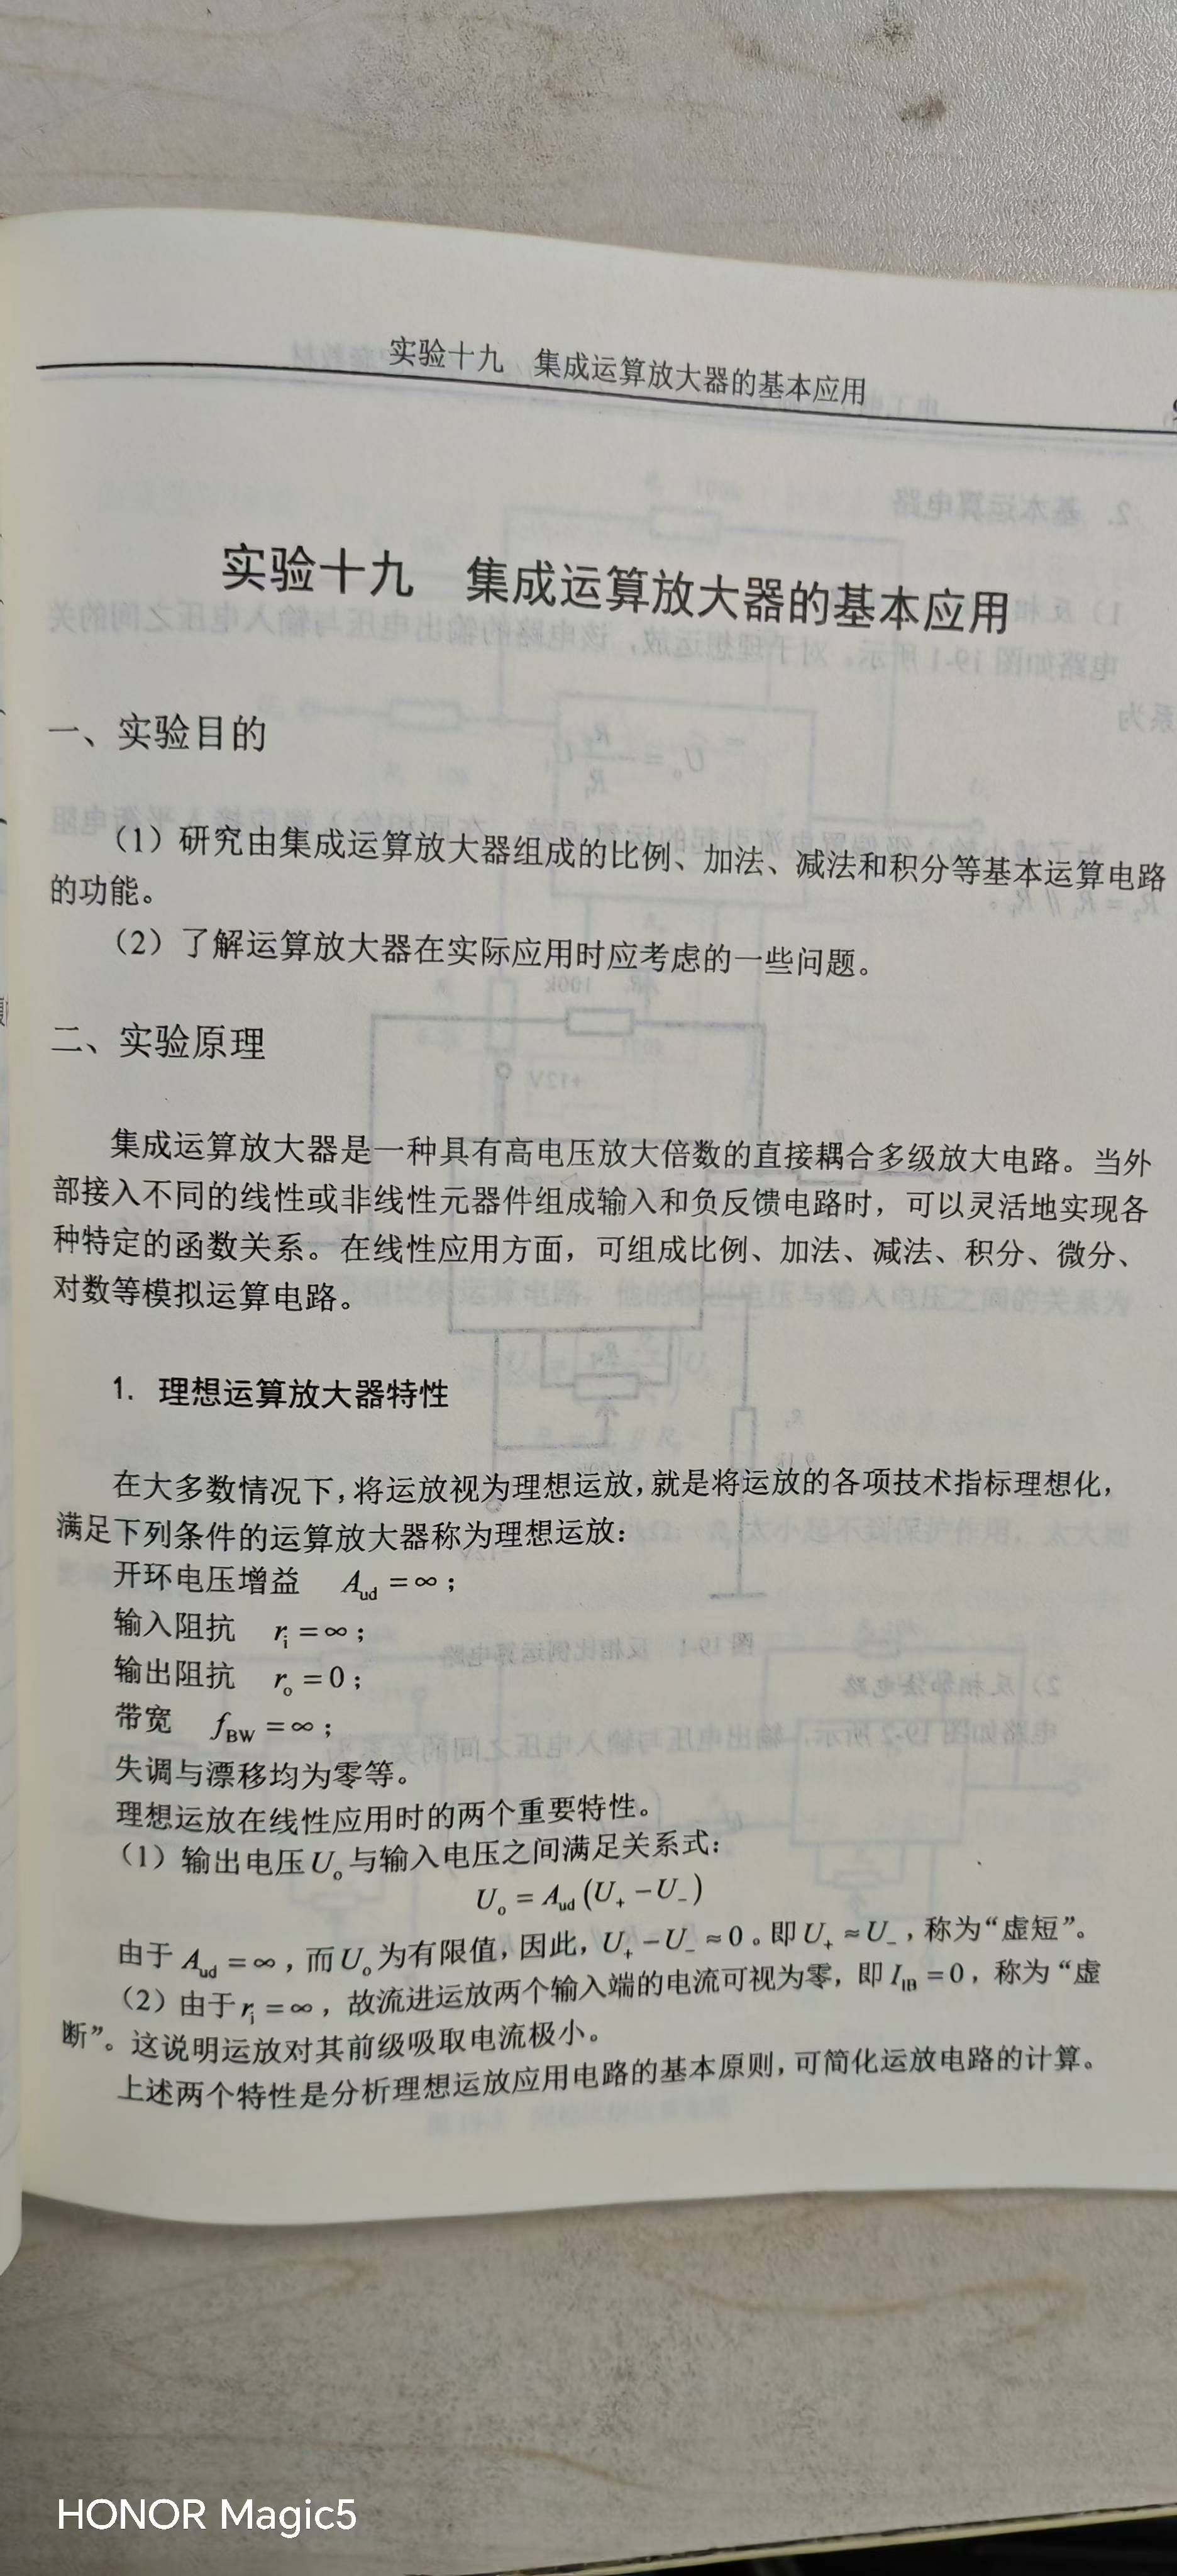 实验十九 集成运算放大器的基本应用
实验十九 集成运算放大器的基本应用
一、实验目的
(1)研究由集成运算放大器组成的比例、加法、减法和积分等基本运算电路
的功能。
(2)了解运算放大器在实际应用时应考虑的一些问题。
二、实验原理
集成运算放大器是一种具有高电压放大倍数的直接耦合多级放大电路。当外
部接入不同的线性或非线性元器件组成输入和负反馈电路时,可以灵活地实现各
种特定的函数关系。在线性应用方面,可组成比例、加法、减法、积分、微分、
对数等模拟运算电路。
1. 理想运算放大器特性
在大多数情况下,将运放视为理想运放,就是将运放的各项技术指标理想化,
满足下列条件的运算放大器称为理想运放:
开环电压增益 A_ud = ∞;
输入阻抗 r_i = ∞;
输出阻抗 r_o = 0;
带宽 f_BW = ∞;
失调与漂移均为零等。
理想运放在线性应用时的两个重要特性。
(1)输出电压U_o与输入电压之间满足关系式:
U_o = A_ud (U_+ − U_−)
由于 A_ud = ∞,而U_o为有限值,因此,U_+ − U_− ≈ 0。即U_+ ≈ U_−,称为“虚短”。
(2)由于r_i = ∞,故流进运放两个输入端的电流可视为零,即I_IB = 0,称为“虚
断”。这说明运放对其前级吸取电流极小。
上述两个特性是分析理想运放应用电路的基本原则,可简化运放电路的计算。
HONOR Magic5